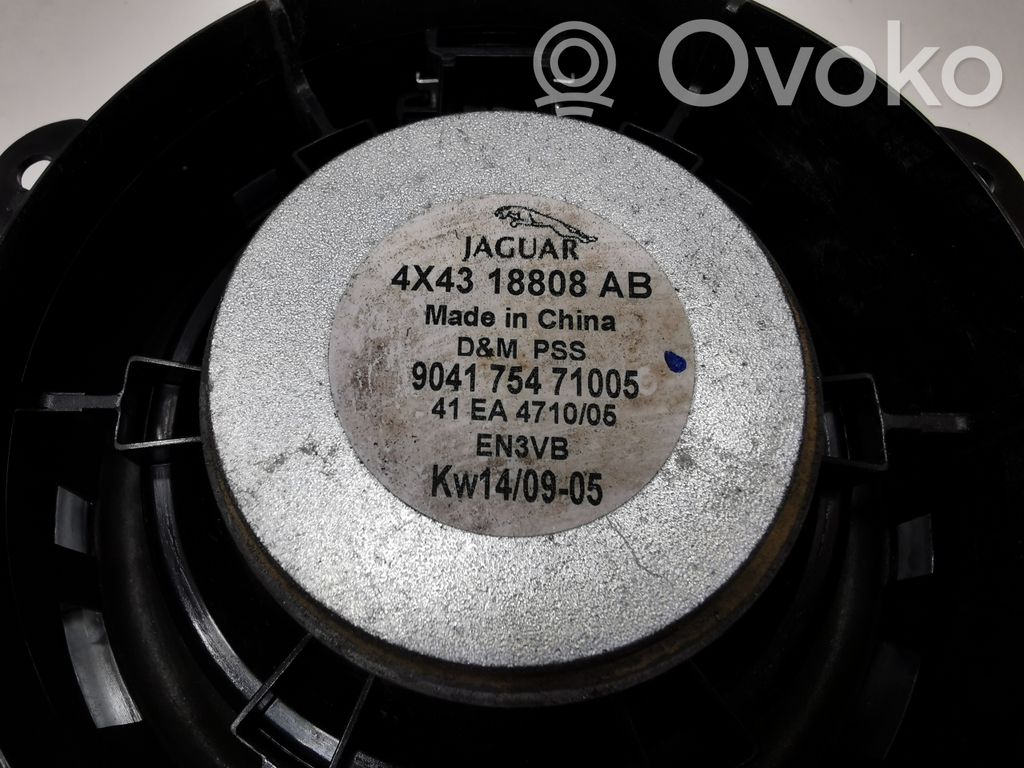 Ovoko
JAGUAR
4X43 18808 AB
Made in China
D&M PSS
9041 754 71005
41 EA 4710/05
EN3VB
Kw14/09-05